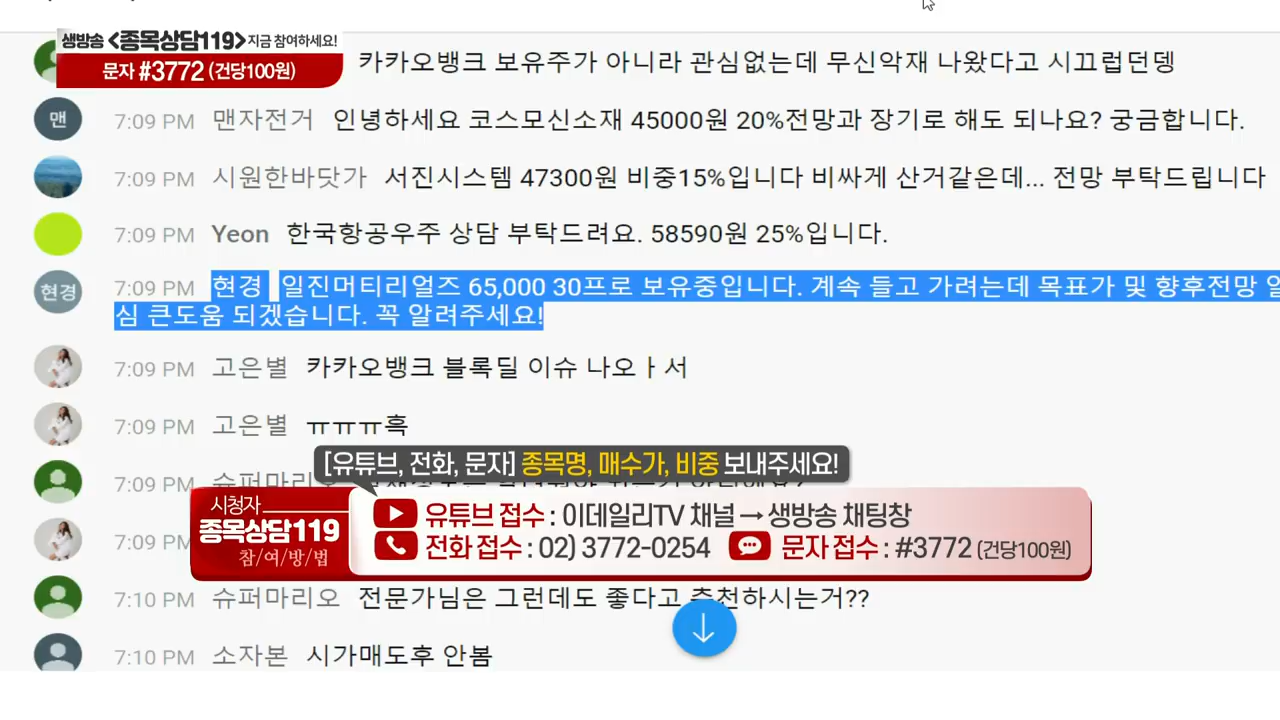 생방송 <종목상담119> 지금 참여하세요!
문자 #3772 (건당100원)
카카오뱅크 보유주가 아니라 관심없는데 무신악재 나왔다고 시끄럽던뎅
맨 7:09 PM 맨자전거 인녕하세요 코스모신소재 45000원 20%전망과 장기로 해도 되나요? 궁금합니다.
7:09 PM 시원한바닷가 서진시스템 47300원 비중15%입니다 비싸게 산거같은데... 전망 부탁드립니다
7:09 PM Yeon 한국항공우주 상담 부탁드려요. 58590원 25%입니다.
현경 7:09 PM 현경 일진머티리얼즈 65,000 30프로 보유중입니다. 계속 들고 가려는데 목표가 및 향후전망
심 큰도움 되겠습니다. 꼭 알려주세요!
7:09 PM 고은별 카카오뱅크 블록딜 이슈 나오ㅏ서
7:09 PM 고은별 ㅠㅠㅠ흑
[유튜브, 전화, 문자] 종목명, 매수가, 비중 보내주세요!
7:09 PM 슈퍼마리오
시청자
종목상담119
참/여/방/법
유튜브 접수 : 이데일리TV 채널 → 생방송 채팅창
전화 접수 : 02) 3772-0254 문자 접수 : #3772 (건당100원)
7:09 PM
7:10 PM 슈퍼마리오 전문가님은 그런데도 좋다고 추천하시는거??
7:10 PM 소자본 시가매도후 안봄